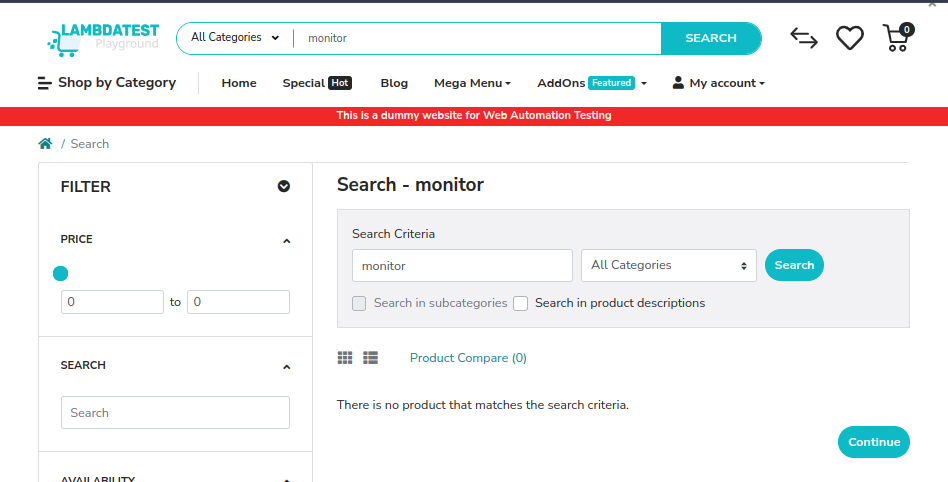 LAMBDATEST
Playground
All Categories
monitor
SEARCH
0
Shop by Category
Home
Special Hot
Blog
Mega Menu
AddOns Featured
My account
This is a dummy website for Web Automation Testing
/ Search
FILTER
PRICE
0 to 0
SEARCH
Search
AVAILABILITY
Search - monitor
Search Criteria
monitor
All Categories
Search
Search in subcategories
Search in product descriptions
Product Compare (0)
There is no product that matches the search criteria.
Continue